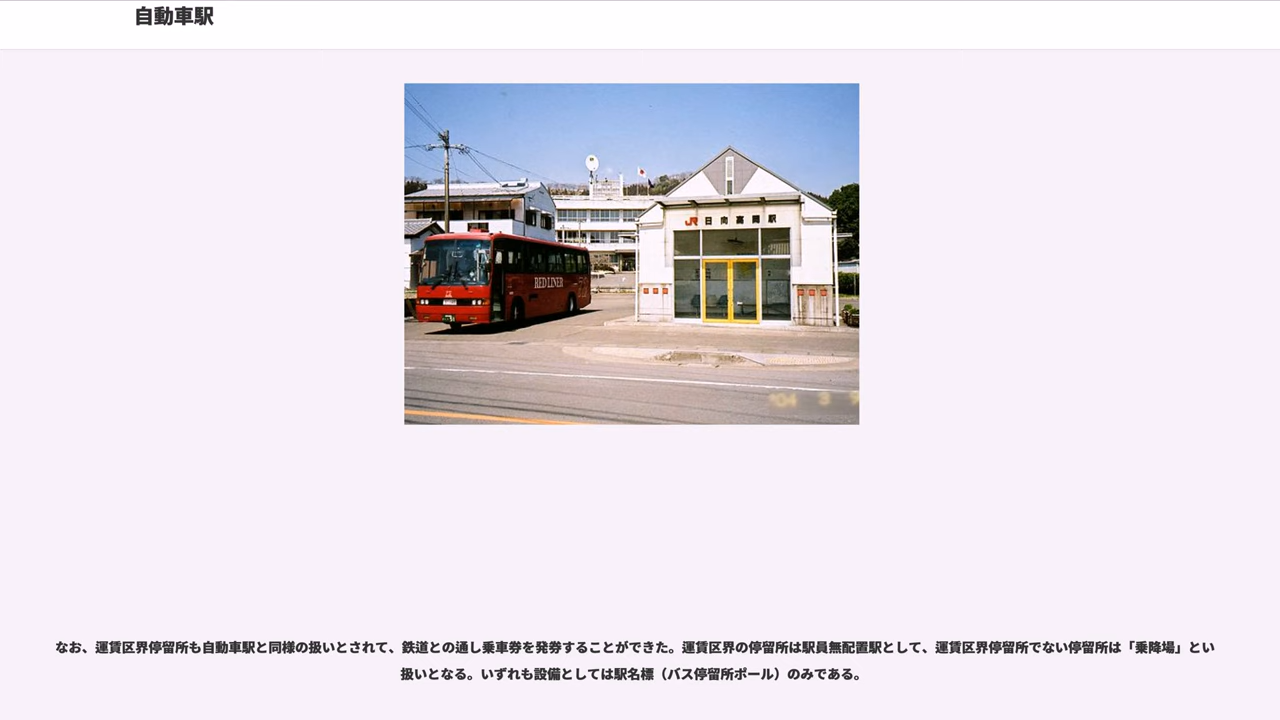 自動車駅
JR 日向高岡駅
RED LINER
'04 3 9
なお、運賃区界停留所も自動車駅と同様の扱いとされて、鉄道との通し乗車券を発券することができた。運賃区界の停留所は駅員無配置駅として、運賃区界停留所でない停留所は「乗降場」とい
扱いとなる。いずれも設備としては駅名標（バス停留所ポール）のみである。